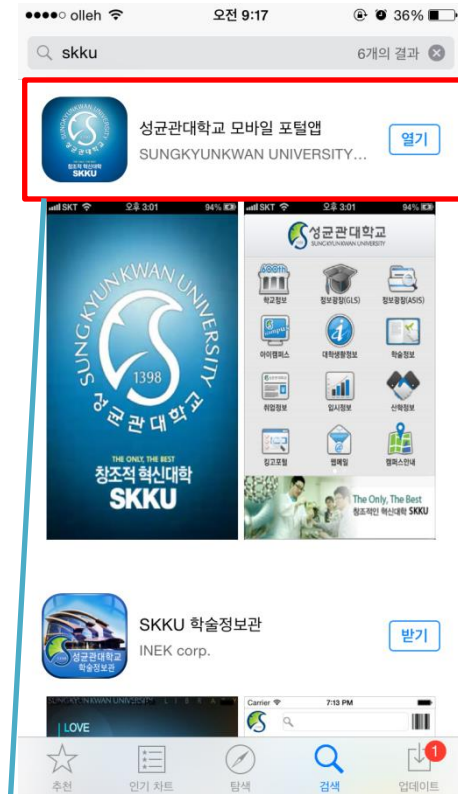 olleh 오전 9:17 36%
skku 6개의 결과
성균관대학교 모바일 포털앱 열기
SUNGKYUNKWAN UNIVERSITY...
SKKU
SKT 오후 3:01 94%
SUNG KYUN KWAN UNIVERSITY
1398
성균관대학교
THE ONLY, THE BEST
창조적 혁신대학
SKKU
SKT 오후 3:01 94%
성균관대학교
SUNGKYUNKWAN UNIVERSITY
학교정보 정보광장(GLS) 정보광장(ASIS)
아이캠퍼스 대학생활정보 학술정보
취업정보 입시정보 산학정보
킹고포털 웹메일 캠퍼스안내
The Only, The Best
창조적인 혁신대학 SKKU
성균관대학교
학술정보관
SKKU 학술정보관 받기
INEK corp.
LOVE
Carrier 7:13 PM
1
추천 인기 차트 탐색 검색 업데이트